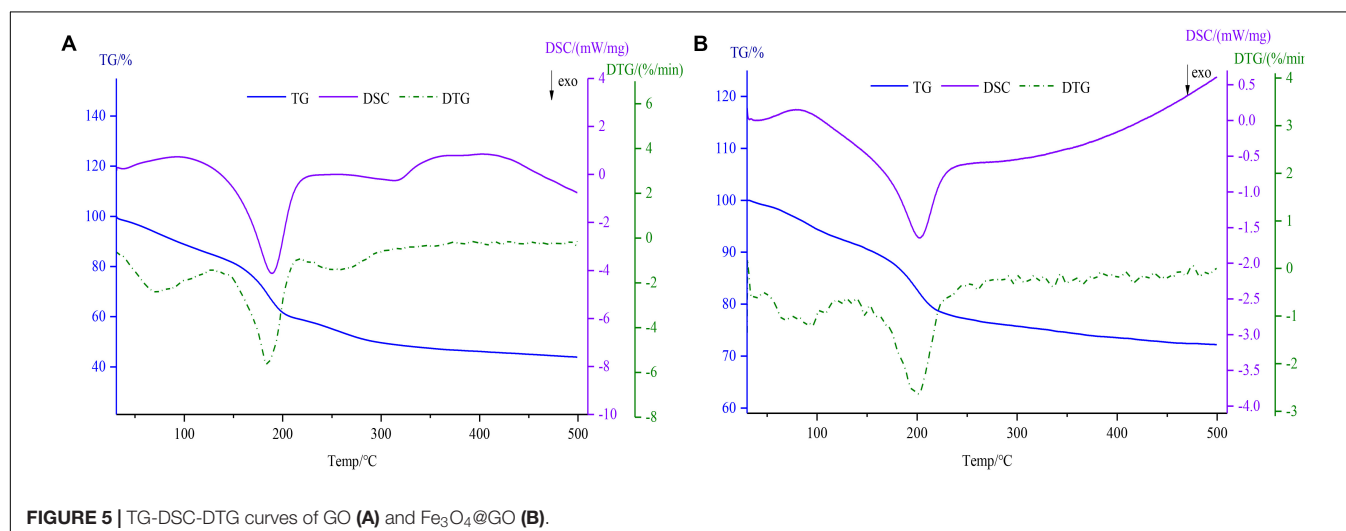 A
TG/%
DSC/(mW/mg)
DTG/(%/min)
exo
TG DSC DTG
140
120
100
80
60
40
4
2
0
-2
-4
-6
-8
-10
6
4
2
0
-2
-4
-6
-8
100 200 300 400 500
Temp/°C
B
TG/%
DSC/(mW/mg)
DTG/(%/min
exo
TG DSC DTG
120
110
100
90
80
70
60
0.5
0.0
-0.5
-1.0
-1.5
-2.0
-2.5
-3.0
-3.5
-4.0
4
3
2
1
0
-1
-2
-3
100 200 300 400 500
Temp/°C
FIGURE 5 | TG-DSC-DTG curves of GO (A) and Fe₃O₄@GO (B).